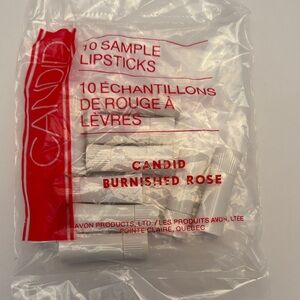 CANDID
10 SAMPLE
LIPSTICKS
10 ÉCHANTILLONS
DE ROUGE À
LÈVRES
CANDID
BURNISHED ROSE
AVON PRODUCTS, LTD. / LES PRODUITS AVON, LTÉE
POINTE CLAIRE, QUÉBEC